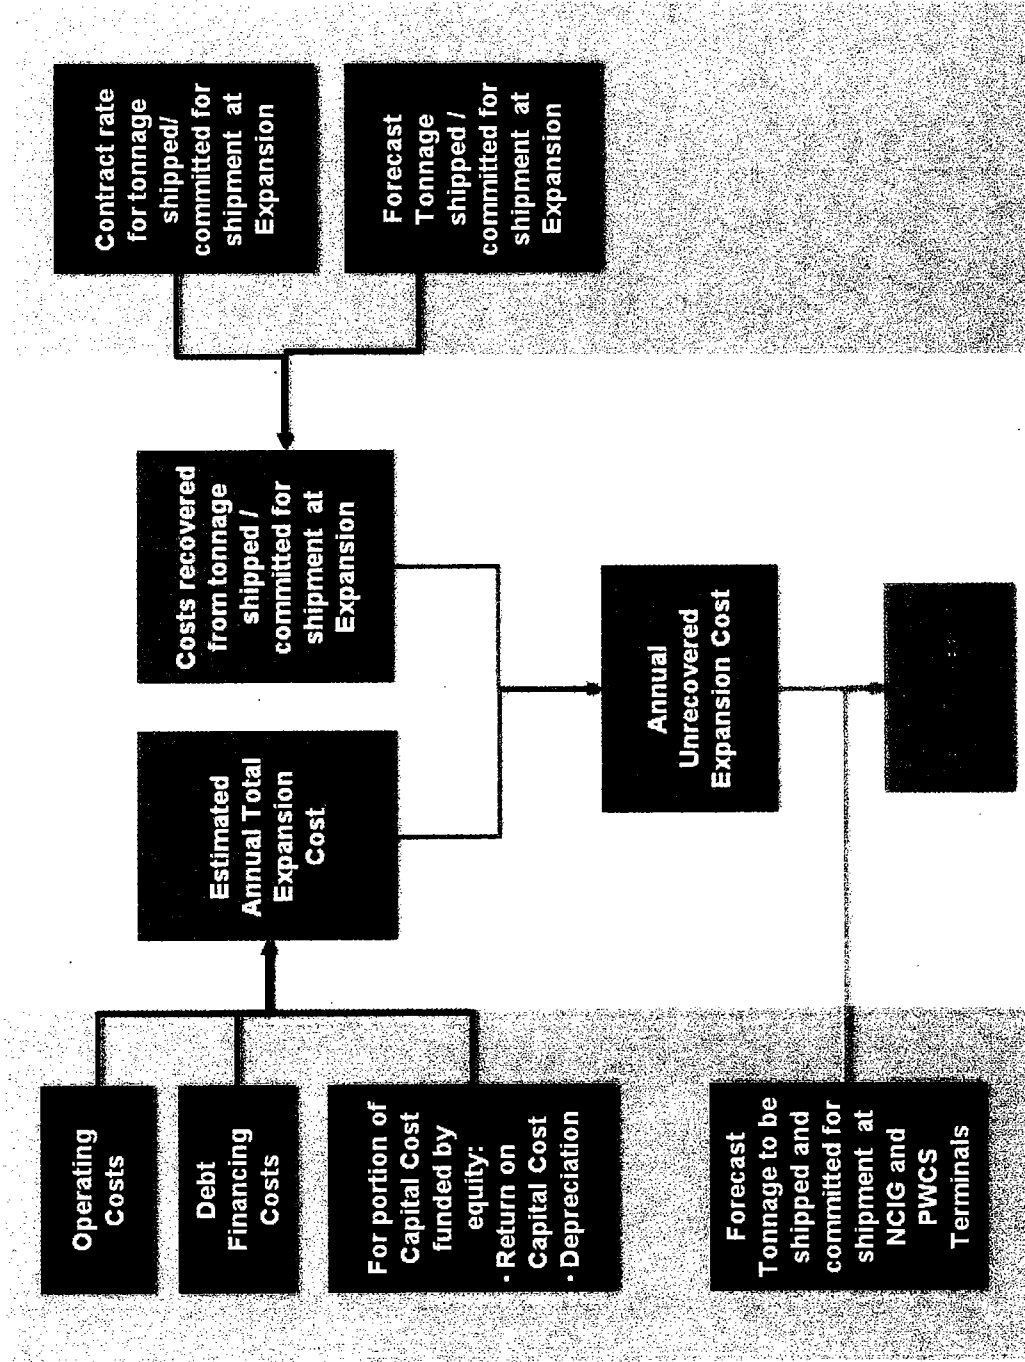 Operating
Costs
Debt
Financing
Costs
For portion of
Capital Cost
funded by
equity:
· Return on
Capital Cost
· Depreciation
Forecast
Tonnage to be
shipped and
committed for
shipment at
NCIG and
PWCS
Terminals
Estimated
Annual Total
Expansion
Cost
Costs recovered
from tonnage
shipped /
committed for
shipment at
Expansion
Annual
Unrecovered
Expansion Cost
Contract rate
for tonnage
shipped/
committed for
shipment at
Expansion
Forecast
Tonnage
shipped /
committed for
shipment at
Expansion